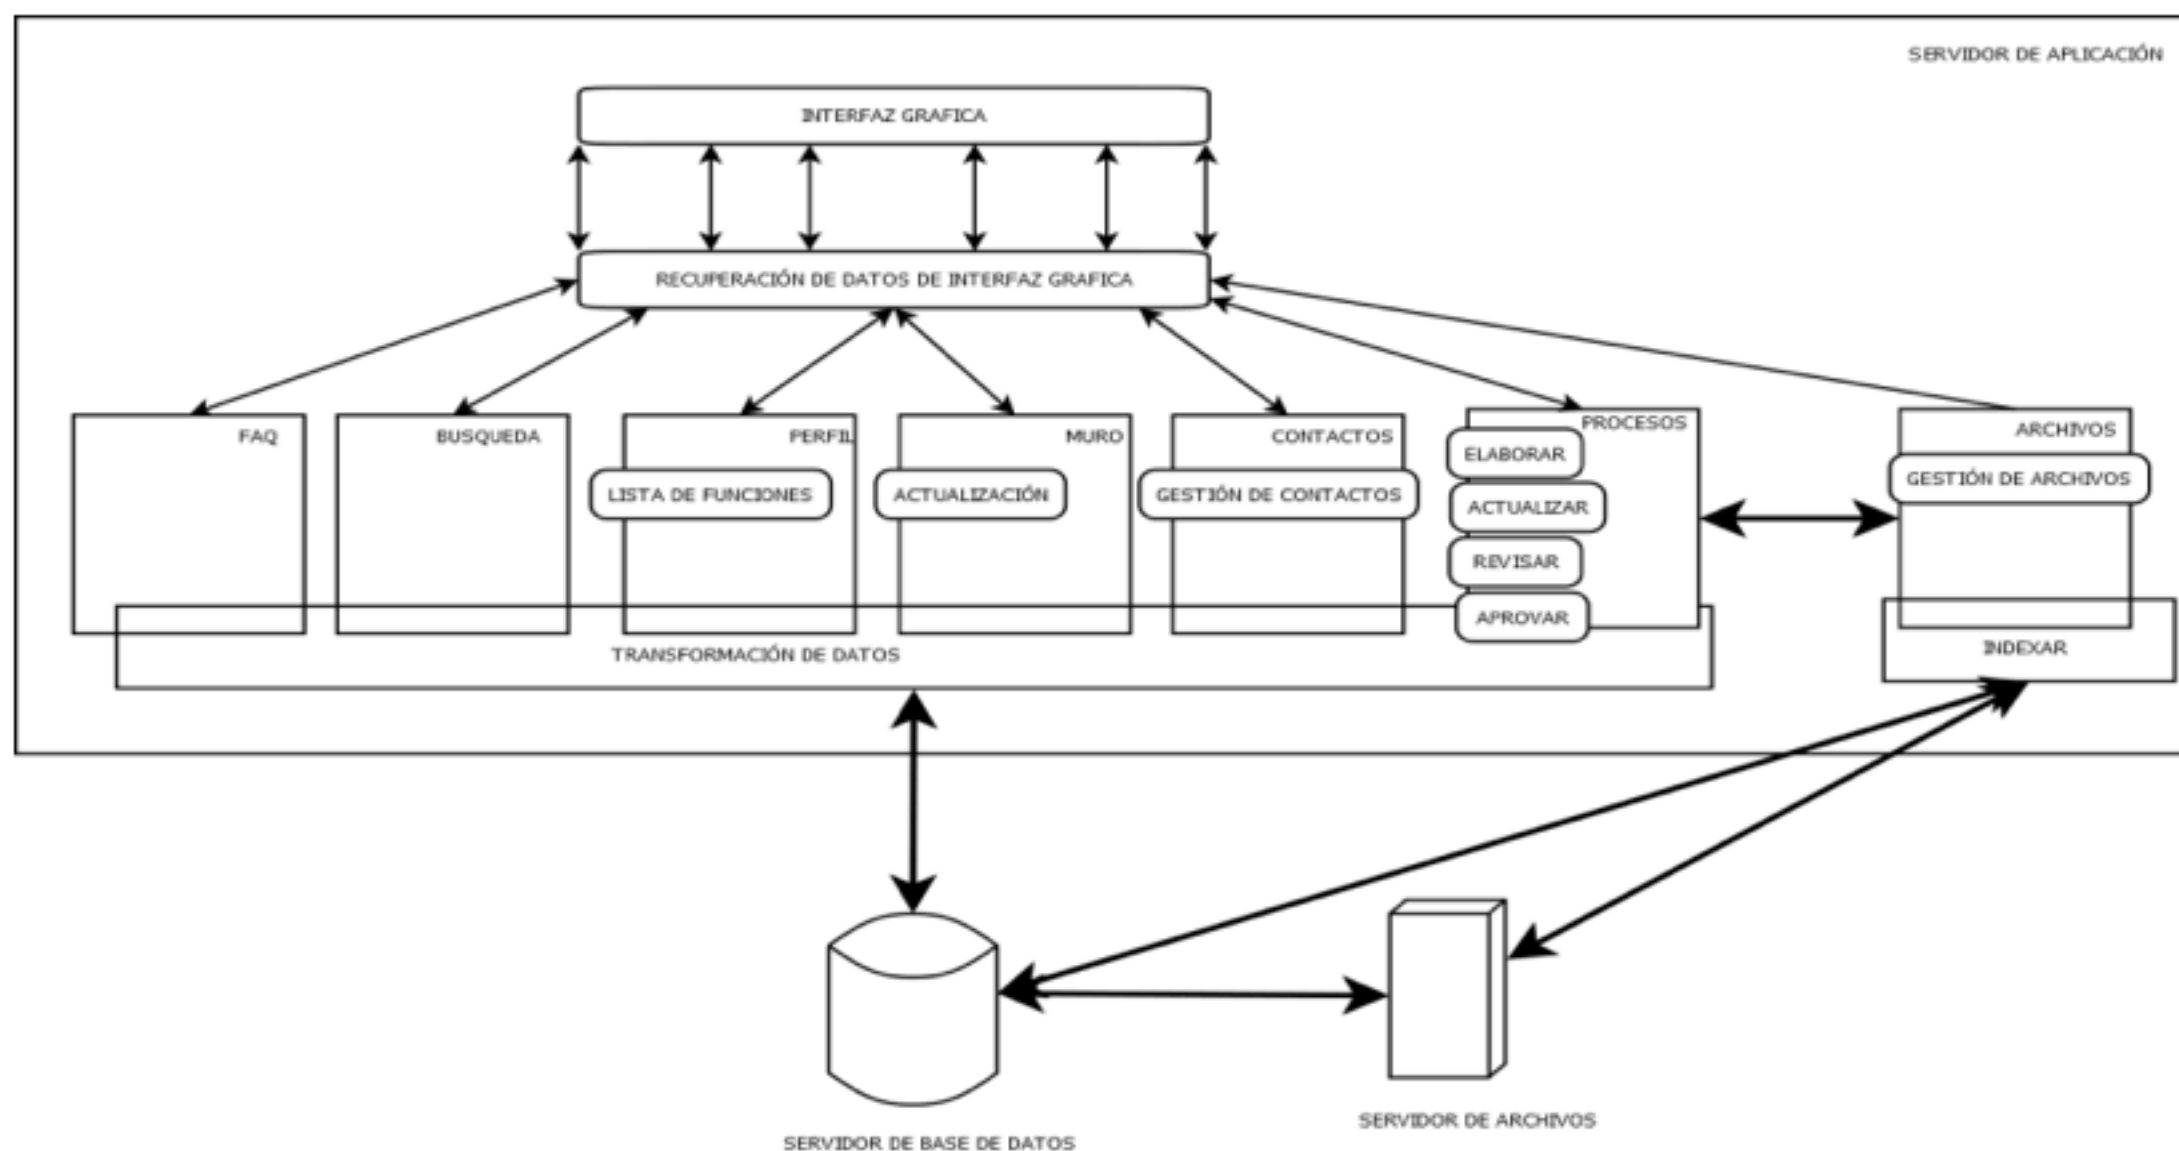 SERVIDOR DE APLICACIÓN
INTERFAZ GRAFICA
RECUPERACIÓN DE DATOS DE INTERFAZ GRAFICA
FAQ
BUSQUEDA
PERFIL
LISTA DE FUNCIONES
MURO
ACTUALIZACIÓN
CONTACTOS
GESTIÓN DE CONTACTOS
PROCESOS
ELABORAR
ACTUALIZAR
REVISAR
APROVAR
ARCHIVOS
GESTIÓN DE ARCHIVOS
TRANSFORMACIÓN DE DATOS
INDEXAR
SERVIDOR DE BASE DE DATOS
SERVIDOR DE ARCHIVOS